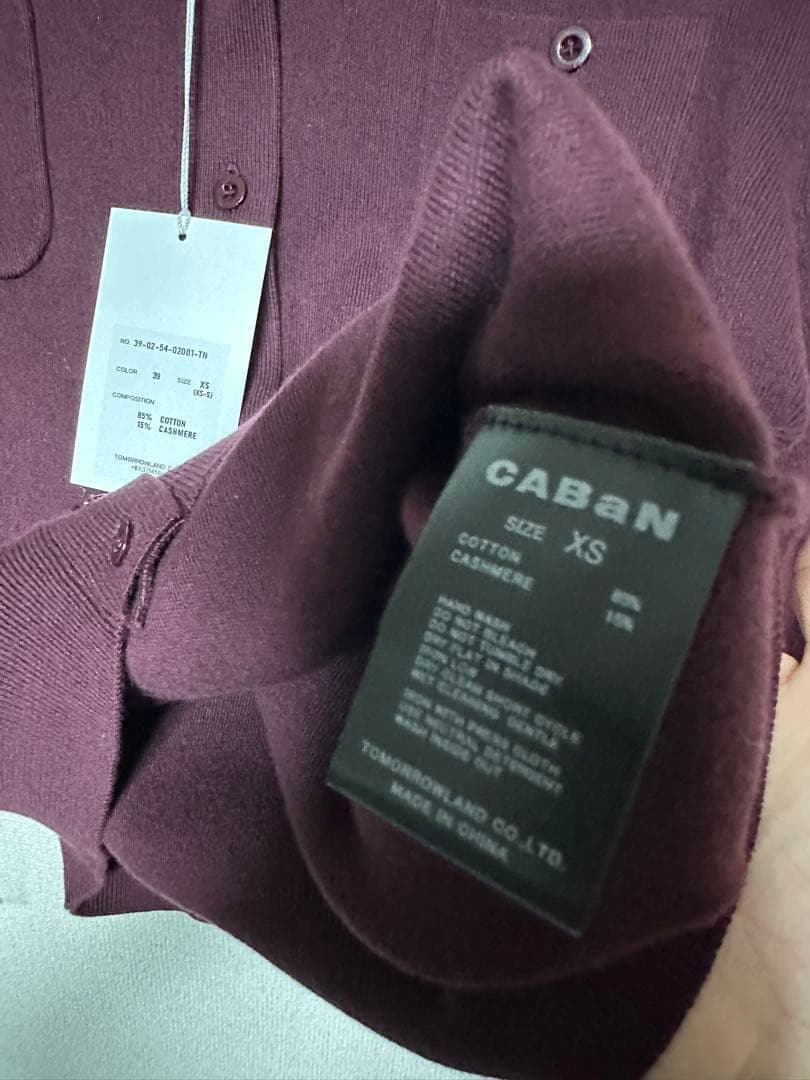 NO. 39-02-54-02001-TN
COLOR 39 SIZE XS
(XS-S)
COMPOSITION
85% COTTON
15% CASHMERE
TOMORROWLAND
CABaN
SIZE XS
COTTON 85%
CASHMERE 15%
HAND WASH
DO NOT BLEACH
DO NOT TUMBLE DRY
DRY FLAT IN SHADE
IRON LOW
DRY CLEAN SHORT CYCLE
WET CLEANING GENTLE
IRON WITH PRESS CLOTH
USE NEUTRAL DETERGENT
WASH INSIDE OUT
TOMORROWLAND CO.,LTD.
MADE IN CHINA